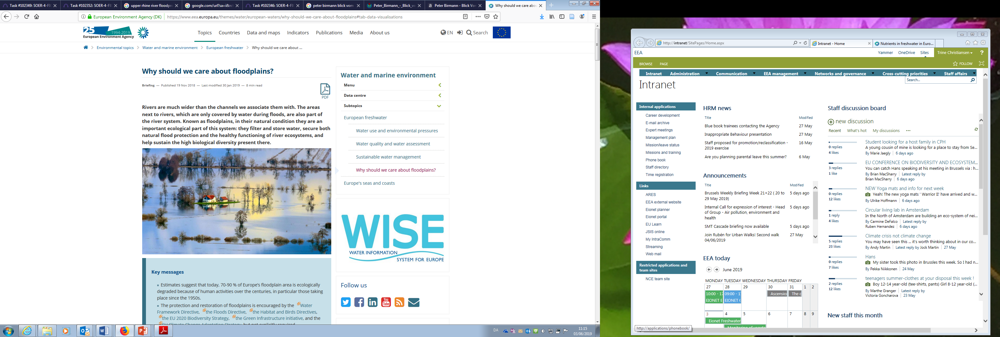 Task #102349: SOER-4-FIG
Task #102352: SOER-4-FIG
upper rhine river floodpr
google.com/url?sa=i&rct
Task #102346: SOER-4-FIG
peter birmann blick vom
Peter_Birmann_-_Blick_vo
Peter Birmann - Blick Von
Why should we care abou
European Environment Agency (DK)
https://www.eea.europa.eu/themes/water/european-waters/why-should-we-care-about-floodplains#tab-data-visualisations
25
1994-2019
European Environment Agency
Topics Countries Data and maps Indicators Publications Media About us
EN Search
Environmental topics > Water and marine environment > European freshwater > Why should we care about ...
Why should we care about floodplains?
Briefing — Published 19 Nov 2018 — Last modified 30 Jan 2019 — 8 min read
PDF
Rivers are much wider than the channels we associate them with. The areas
next to rivers, which are only covered by water during floods, are also part of
the river system. Known as floodplains, in their natural condition they are an
important ecological part of this system: they filter and store water, secure both
natural flood protection and the healthy functioning of river ecosystems, and
help sustain the high biological diversity present there.
Key messages
Estimates suggest that today, 70-90 % of Europe's floodplain area is ecologically
degraded because of human activities over the centuries, in particular those taking
place since the 1950s.
The protection and restoration of floodplains is encouraged by the Water
Framework Directive, the Floods Directive, the Habitat and Birds Directives,
the EU 2020 Biodiversity Strategy, the Green Infrastructure initiative, and the
EU Climate Change Adaptation Strategy, but not explicitly required.
Water and marine environment
Menu
Data centre
Subtopics
European freshwater
Water use and environmental pressures
Water quality and water assessment
Sustainable water management
Why should we care about floodplains?
Europe's seas and coasts
WISE
WATER INFORMATION
SYSTEM FOR EUROPE
Follow us
You
Tube
DA
11:15
03/06/2019
http://intranet/SitePages/Home.aspx
Intranet - Home
Nutrients in freshwater in Euro...
EEA
Yammer OneDrive Sites Trine Christiansen ?
BROWSE PAGE
FOLLOW
Intranet Administration Communication EEA management Networks and governance Cross-cutting priorities Staff affairs
Intranet
Search...
Internal applications
Career development
E-mail archive
Expert meetings
Management plan
Mission/leave status
Missions and training
Phone book
Staff directory
Time registration
Links
ARES
EEA external website
Eionet planner
Eionet portal
EU Learn
JSIS online
My IntraComm
Streaming
Web mail
Restricted applications and
team sites
NCE team site
http://applications/phonebook/
HRM news
Title Modified
Blue book trainees contacting the Agency 27 May
Inappropriate Behaviour presentation 27 May
Staff proposed for promotion/reclassification - 16 May
2019 exercise
Are you planning parental leave this summer? 6 May
Announcements
Title Modified
Brussels Weekly Briefing Week 21+22 ( 20 to 5 days ago
29 May 2019)
Internal Call for expression of interest - Head 5 days ago
of Group - Air pollution, environment and
health
SMT Cascade briefing now available 5 days ago
Join Rubén for Urban Walks! Second walk 27 May
04/06/2019
EEA today
June 2019
MONDAY TUESDAY WEDNESDAY THURSDAY FRIDAY
27 28 29 30 31 1 2
10:00 - 17 09:00 - 1 Ascension The c
EIONET E EIONET
3 4 5 6 7 8 9
Eionet Freshwater
Staff discussion board
new discussion
Recent What's hot My discussions ...
Student looking for a host family in CPH
0 replies A young cousin of mine is looking for a place to stay from Se...
4 likes By Marie Jaegly 6 days ago
EU CONFERENCE ON BIODIVERSITY AND ECOSYSTEM...
3 replies You can catch Hans speaking at his meeting in Brussels via : h...
1 like By Brian MacSharry Latest reply by
Brian MacSharry 6 days ago
NEW Yoga mats and info for next week
0 replies Yeah! The new yoga mats ' Warrior II' have arrived and w...
12 likes By Ulrike Hoffmann 6 days ago
Circular living lab in Amsterdam
1 reply In the North of Amsterdam are building an eco-system of nei...
4 likes By Carmine DeFalco Latest reply by
Ruben Hernandez 6 days ago
Climate crisis not climate change
5 replies You may have seen this ... it's worth thinking about in our co...
23 likes By Andy Martin Latest reply by Jock Martin 27 May
Hans
0 replies My sister took this photo in Brussles this week. So I had n...
7 likes By Pekka Niikkonen 24 May
teenagers summer-clothes at your disposal this week !
2 replies Boy 12-14 year-old (tee-shirts, pants) Girl 8-12 year-old (...
12 likes By Marthe Granger Latest reply by
Victoria Goncharova 23 May
New staff this month